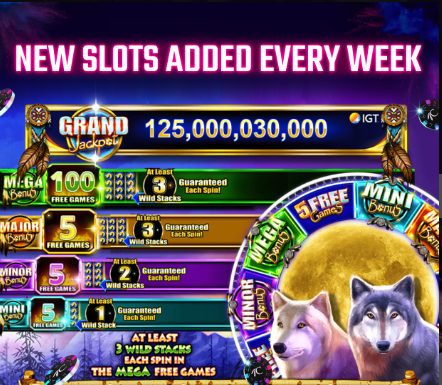 NEW SLOTS ADDED EVERY WEEK
GRAND
Jackpot
125,000,030,000
IGT
MEGA
Bonus
100
FREE GAMES
At Least
3
Wild Stacks
Guaranteed
Each Spin!
MAJOR
Bonus
5
FREE GAMES
At Least
3
Wild Stacks
Guaranteed
Each Spin!
MINOR
Bonus
5
FREE GAMES
At Least
2
Wild Stacks
Guaranteed
Each Spin!
MINI
Bonus
5
FREE GAMES
At Least
1
Wild Stack
Guaranteed
Each Spin!
MINOR
Bonus
MEGA
Bonus
5 FREE
Games
MINI
Bonus
AT LEAST
3 WILD STACKS
EACH SPIN IN
THE MEGA FREE GAMES